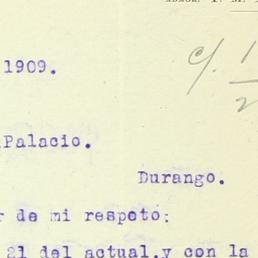 1909.
c/. 1
2
Palacio.
Durango.
de mi respeto:
21 del actual, y con la